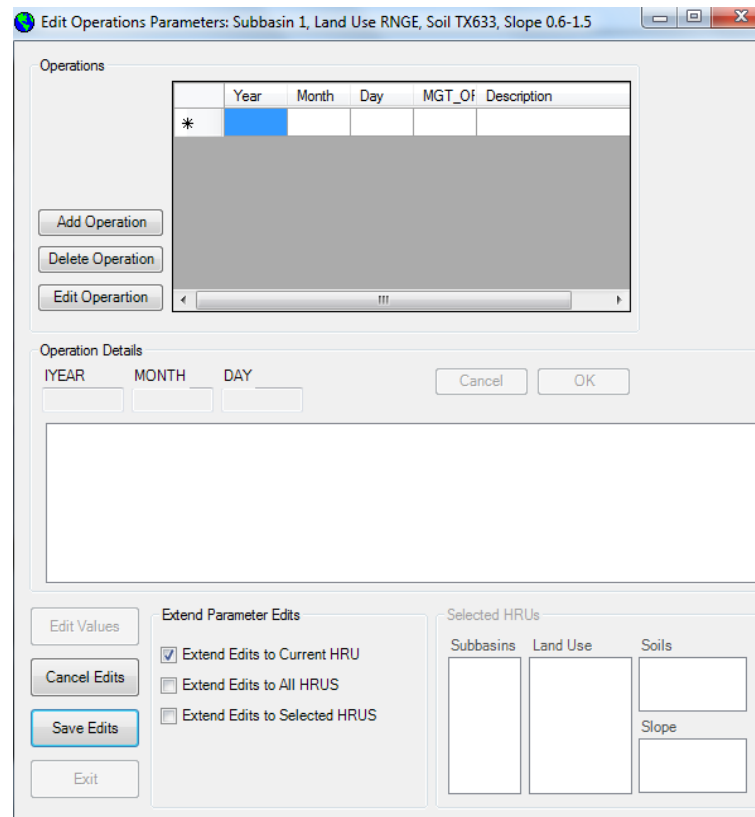 Edit Operations Parameters: Subbasin 1, Land Use RNGE, Soil TX633, Slope 0.6-1.5
Operations
Year Month Day MGT_OF Description
Add Operation
Delete Operation
Edit Operartion
Operation Details
IYEAR MONTH DAY
Cancel OK
Edit Values
Cancel Edits
Save Edits
Exit
Extend Parameter Edits
Extend Edits to Current HRU
Extend Edits to All HRUS
Extend Edits to Selected HRUS
Selected HRUs
Subbasins Land Use Soils
Slope